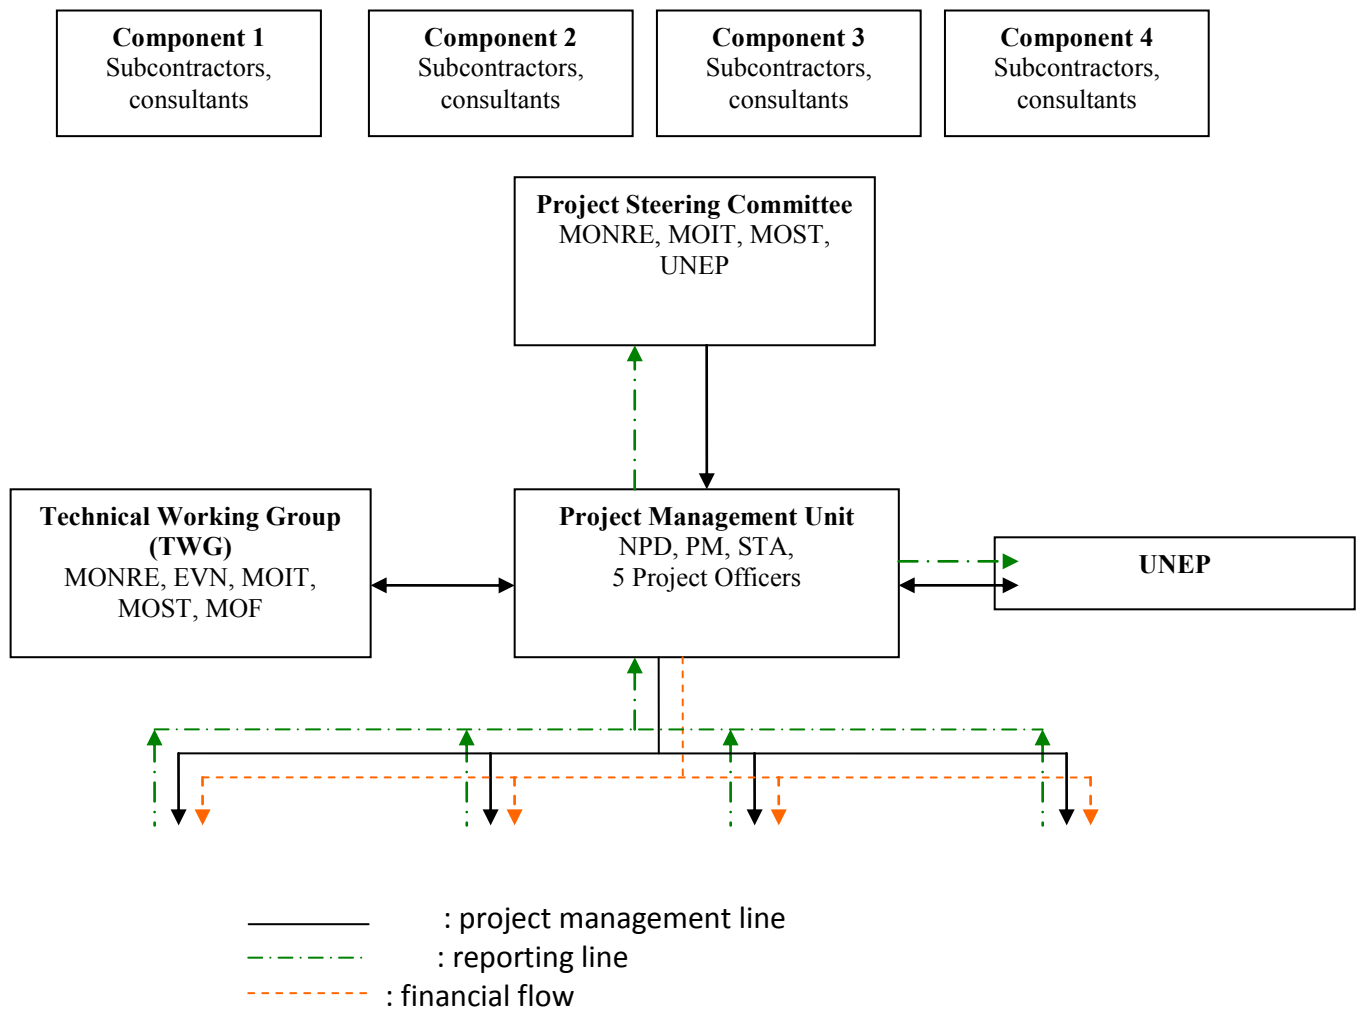 Component 1
Subcontractors,
consultants
Component 2
Subcontractors,
consultants
Component 3
Subcontractors,
consultants
Component 4
Subcontractors,
consultants
Project Steering Committee
MONRE, MOIT, MOST,
UNEP
Technical Working Group
(TWG)
MONRE, EVN, MOIT,
MOST, MOF
Project Management Unit
NPD, PM, STA,
5 Project Officers
UNEP
: project management line
: reporting line
: financial flow